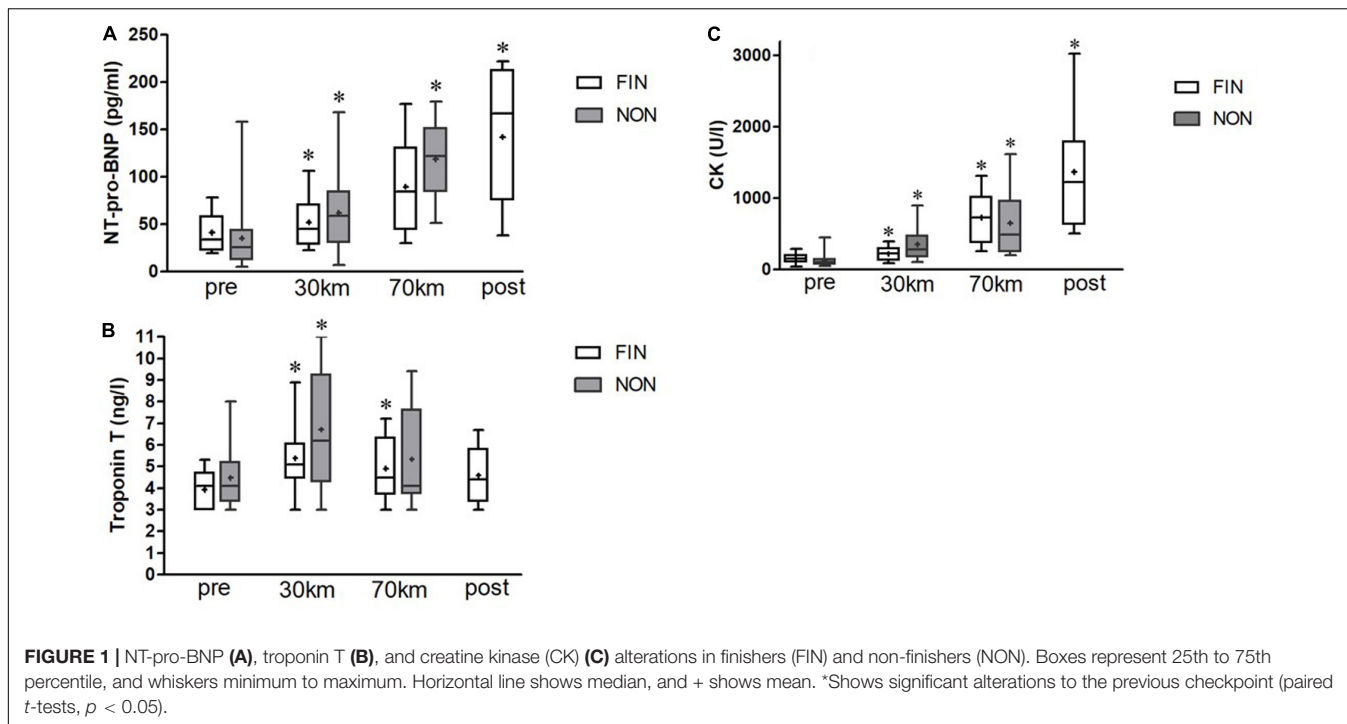 A
NT-pro-BNP (pg/ml)
250
200
150
100
50
0
* * * *
pre 30km 70km post
FIN
NON
C
CK (U/l)
3000
2000
1000
0
* * * * *
pre 30km 70km post
FIN
NON
B
Troponin T (ng/l)
11
10
9
8
7
6
5
4
3
2
1
0
* * *
pre 30km 70km post
FIN
NON
FIGURE 1 | NT-pro-BNP (A), troponin T (B), and creatine kinase (CK) (C) alterations in finishers (FIN) and non-finishers (NON). Boxes represent 25th to 75th
percentile, and whiskers minimum to maximum. Horizontal line shows median, and + shows mean. *Shows significant alterations to the previous checkpoint (paired
t-tests, p < 0.05).